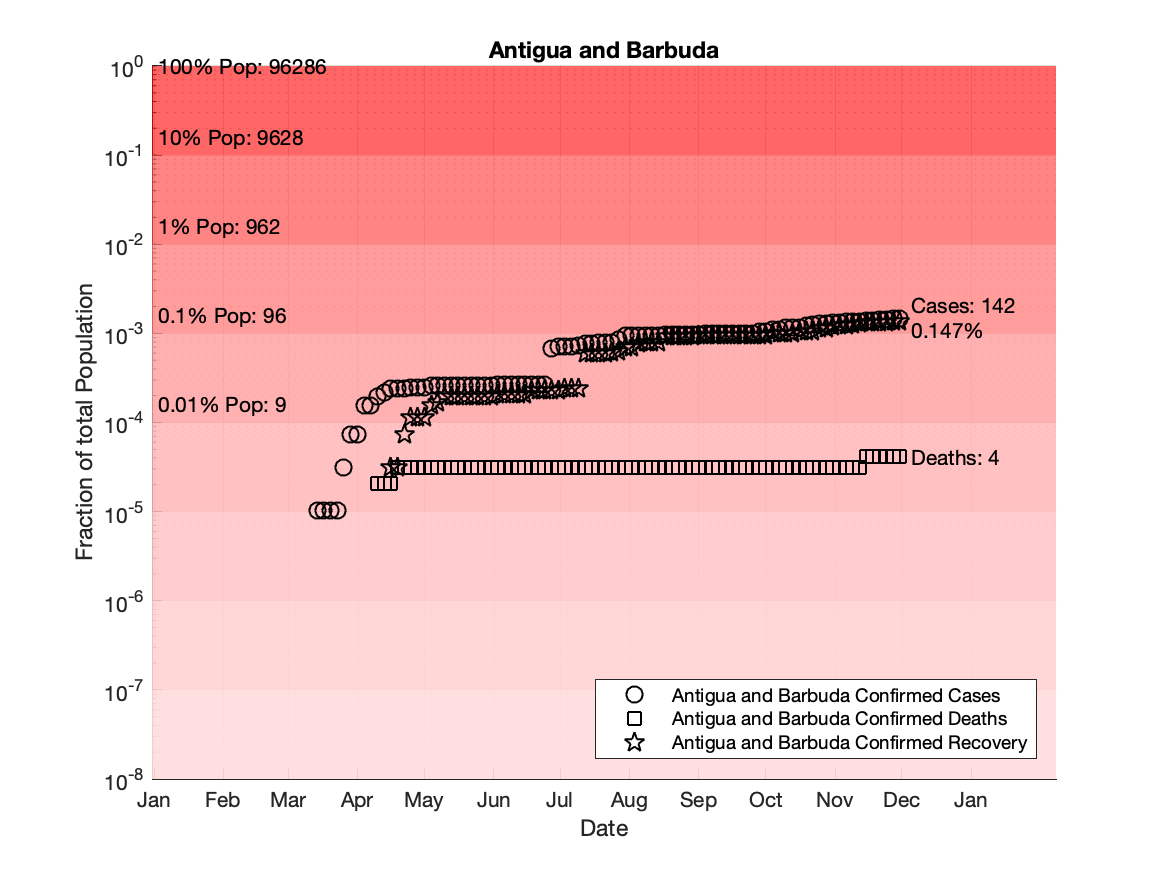 Antigua and Barbuda
10^0
100% Pop: 96286
10% Pop: 9628
10^-1
1% Pop: 962
10^-2
0.1% Pop: 96
10^-3
0.01% Pop: 9
10^-4
10^-5
10^-6
10^-7
10^-8
Fraction of total Population
Cases: 142
0.147%
Deaths: 4
Antigua and Barbuda Confirmed Cases
Antigua and Barbuda Confirmed Deaths
Antigua and Barbuda Confirmed Recovery
Jan Feb Mar Apr May Jun Jul Aug Sep Oct Nov Dec Jan
Date